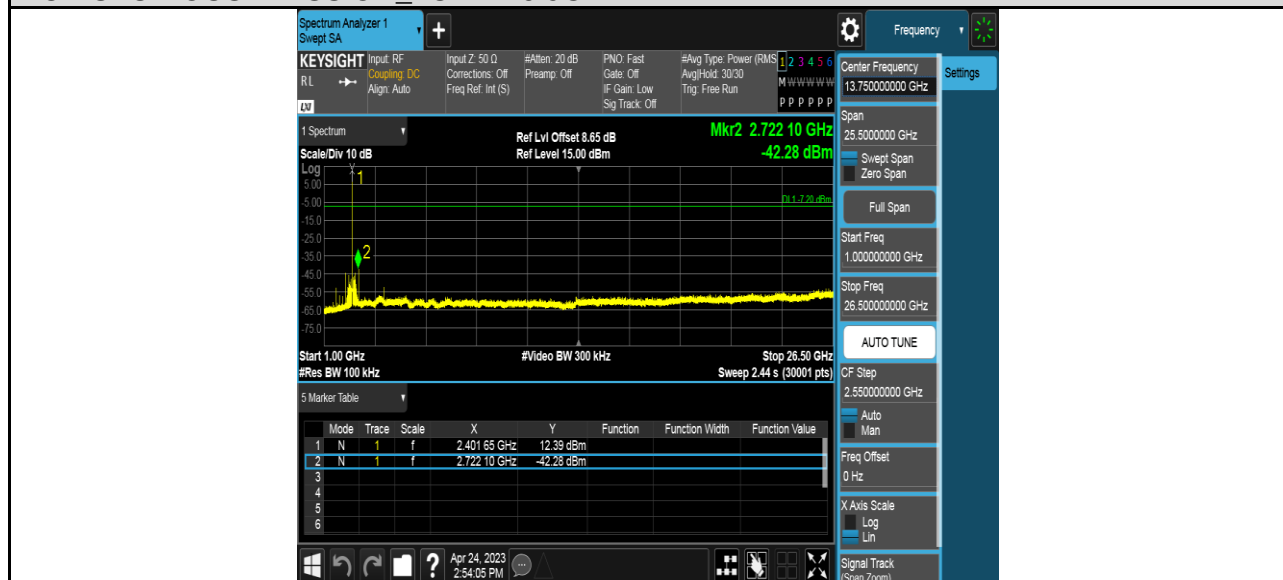 Spectrum Analyzer 1
Swept SA
Frequency
KEYSIGHT
RL
LXI
Input: RF
Coupling: DC
Align: Auto
Input Z: 50 Ω
Corrections: Off
Freq Ref: Int (S)
#Atten: 20 dB
Preamp: Off
PNO: Fast
Gate: Off
IF Gain: Low
Sig Track: Off
#Avg Type: Power (RMS
Avg|Hold: 30/30
Trig: Free Run
1 2 3 4 5 6
M W W W W W
P P P P P P
1 Spectrum
Scale/Div 10 dB
Ref Lvl Offset 8.65 dB
Ref Level 15.00 dBm
Mkr2 2.722 10 GHz
-42.28 dBm
Log
5.00
-5.00
-15.0
-25.0
-35.0
-45.0
-55.0
-65.0
-75.0
1
2
DL1 -7.20 dBm
Start 1.00 GHz
#Res BW 100 kHz
#Video BW 300 kHz
Stop 26.50 GHz
Sweep 2.44 s (30001 pts)
5 Marker Table
Mode Trace Scale X Y Function Function Width Function Value
1 N 1 f 2.401 65 GHz 12.39 dBm
2 N 1 f 2.722 10 GHz -42.28 dBm
3
4
5
6
Apr 24, 2023
2:54:05 PM
Center Frequency
13.750000000 GHz
Settings
Span
25.5000000 GHz
Swept Span
Zero Span
Full Span
Start Freq
1.000000000 GHz
Stop Freq
26.500000000 GHz
AUTO TUNE
CF Step
2.550000000 GHz
Auto
Man
Freq Offset
0 Hz
X Axis Scale
Log
Lin
Signal Track
(Span Zoom)